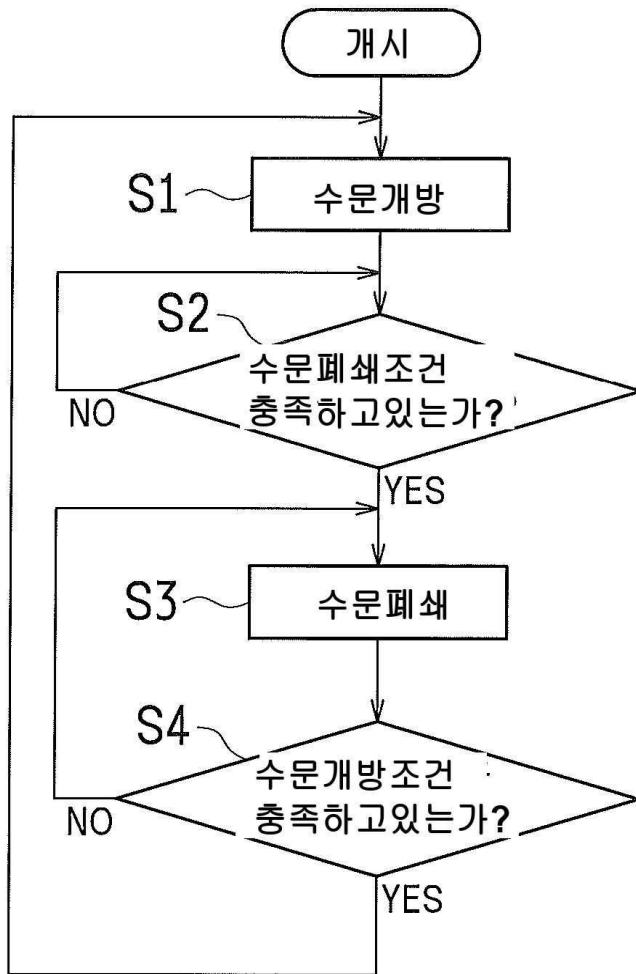 개시
S1
수문개방
S2
수문폐쇄조건
충족하고있는가?
NO
YES
S3
수문폐쇄
S4
수문개방조건
충족하고있는가?
NO
YES